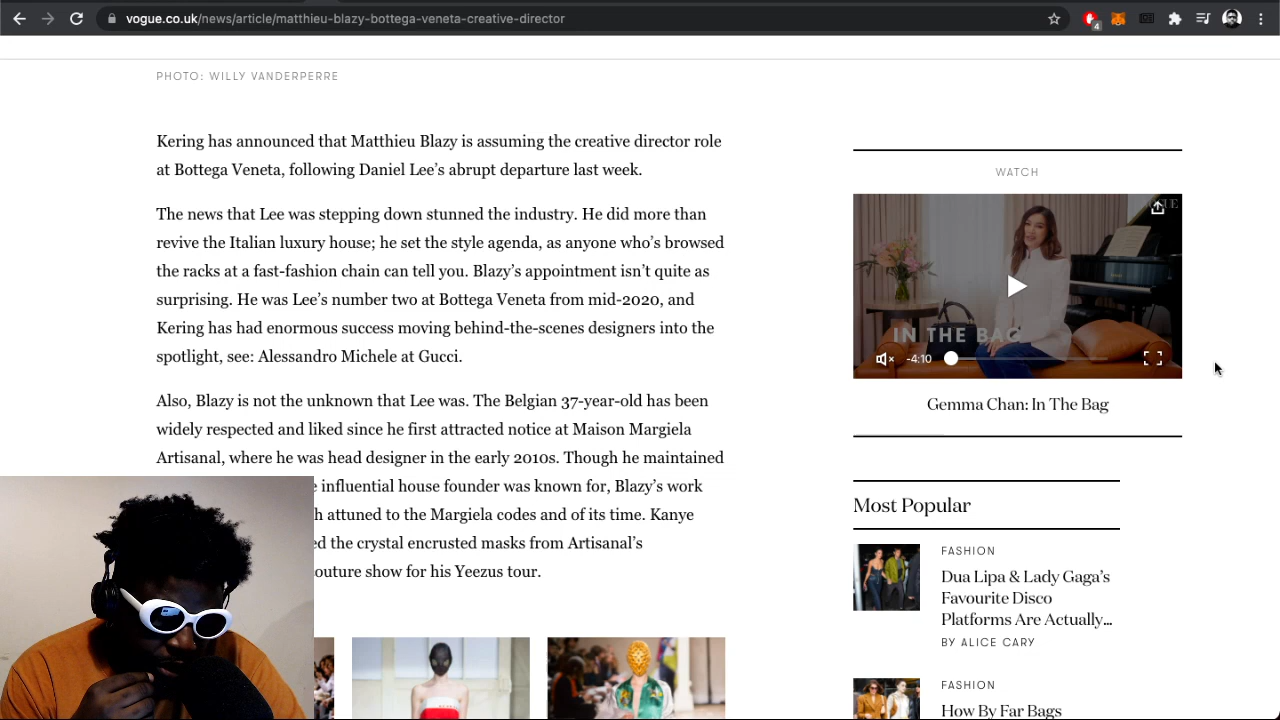 vogue.co.uk/news/article/matthieu-blazy-bottega-veneta-creative-director
4
PHOTO: WILLY VANDERPERRE
Kering has announced that Matthieu Blazy is assuming the creative director role
at Bottega Veneta, following Daniel Lee’s abrupt departure last week.
The news that Lee was stepping down stunned the industry. He did more than
revive the Italian luxury house; he set the style agenda, as anyone who’s browsed
the racks at a fast-fashion chain can tell you. Blazy’s appointment isn’t quite as
surprising. He was Lee’s number two at Bottega Veneta from mid-2020, and
Kering has had enormous success moving behind-the-scenes designers into the
spotlight, see: Alessandro Michele at Gucci.
Also, Blazy is not the unknown that Lee was. The Belgian 37-year-old has been
widely respected and liked since he first attracted notice at Maison Margiela
Artisanal, where he was head designer in the early 2010s. Though he maintained
influential house founder was known for, Blazy’s work
attuned to the Margiela codes and of its time. Kanye
the crystal encrusted masks from Artisanal’s
outure show for his Yeezus tour.
WATCH
IN THE BAG
-4:10
Gemma Chan: In The Bag
Most Popular
FASHION
Dua Lipa & Lady Gaga’s
Favourite Disco
Platforms Are Actually...
BY ALICE CARY
FASHION
How By Far Bags